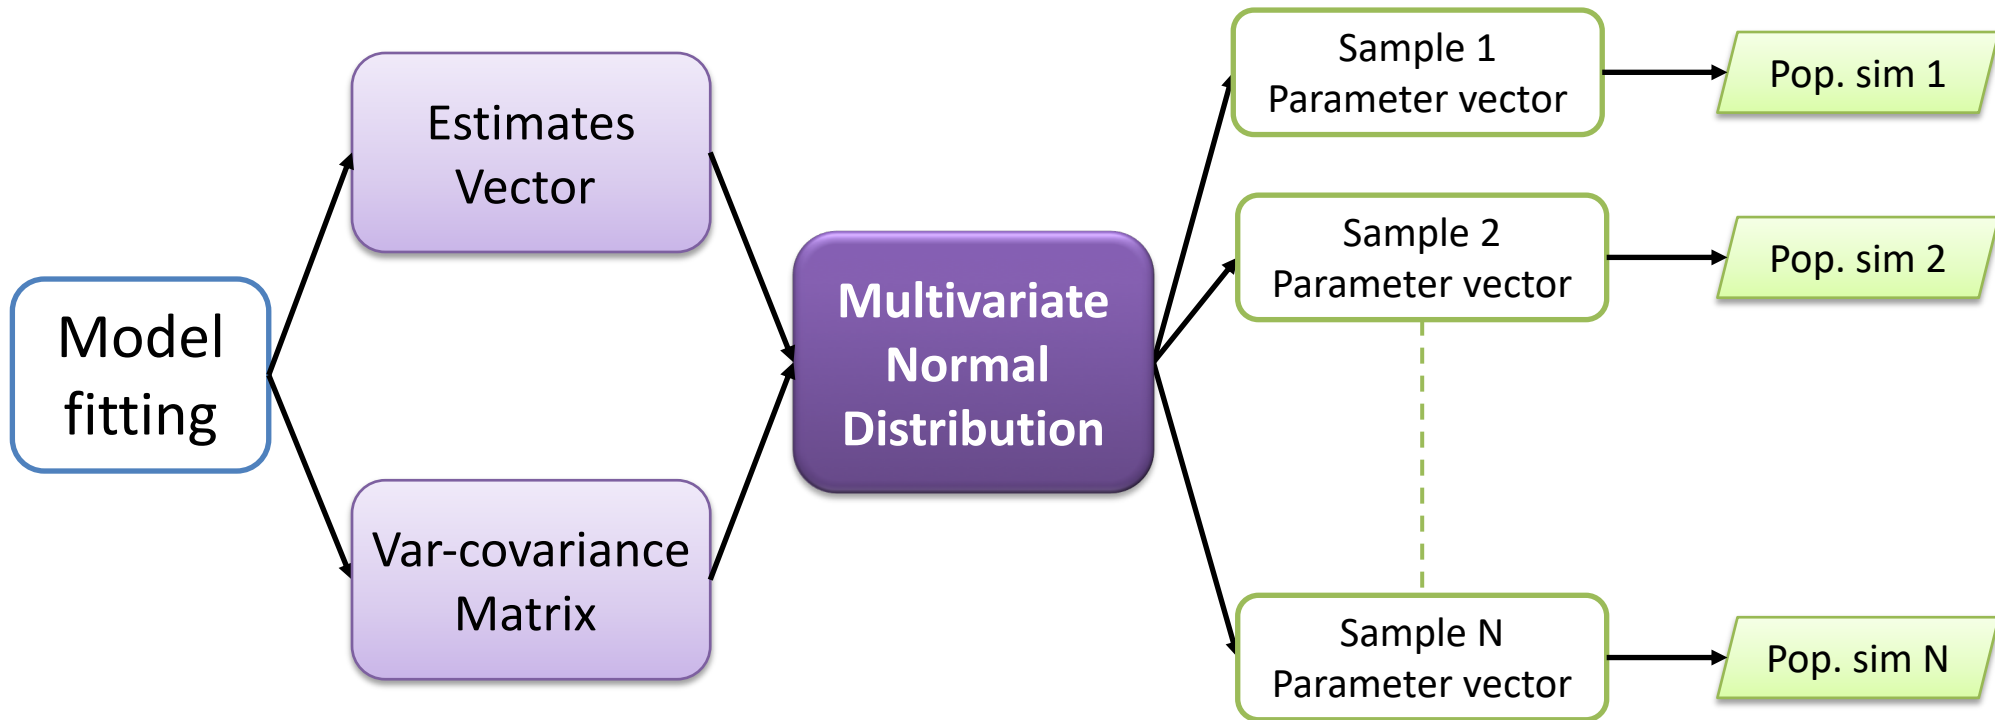 Model
fitting
Estimates
Vector
Var-covariance
Matrix
Multivariate
Normal
Distribution
Sample 1
Parameter vector
Pop. sim 1
Sample 2
Parameter vector
Pop. sim 2
Sample N
Parameter vector
Pop. sim N